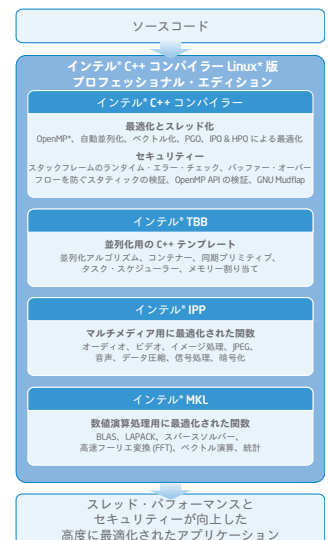 ソースコード
インテル® C++ コンパイラー Linux* 版
プロフェッショナル・エディション
インテル® C++ コンパイラー
最適化とスレッド化
OpenMP*、自動並列化、ベクトル化、PGO、IPO & HPO による最適化
セキュリティー
スタックフレームのランタイム・エラー・チェック、バッファー・オーバー
フローを防ぐスタティックの検証、OpenMP API の検証、GNU Mudflap
インテル® TBB
並列化用の C++ テンプレート
並列化アルゴリズム、コンテナー、同期プリミティブ、
タスク・スケジューラー、メモリー割り当て
インテル® IPP
マルチメディア用に最適化された関数
オーディオ、ビデオ、イメージ処理、JPEG、
音声、データ圧縮、信号処理、暗号化
インテル® MKL
数値演算処理用に最適化された関数
BLAS、LAPACK、スパースソルバー、
高速フーリエ変換 (FFT)、ベクトル演算、統計
スレッド・パフォーマンスと
セキュリティーが向上した
高度に最適化されたアプリケーション